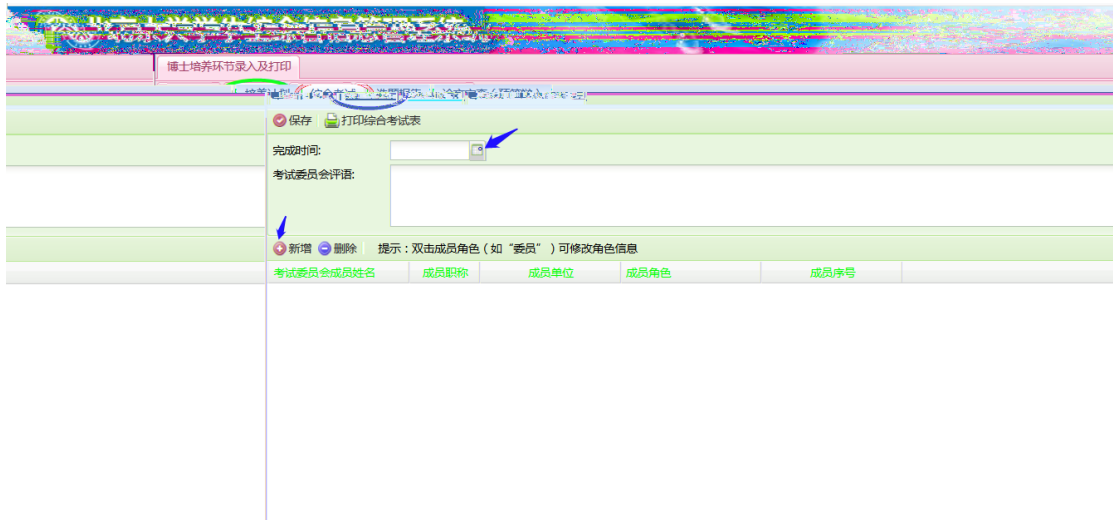 博士培养环节录入及打印
综合考试
保存 打印综合考试表
完成时间:
考试委员会评语:
新增 删除 提示：双击成员角色（如“委员”）可修改角色信息
考试委员会成员姓名 成员职称 成员单位 成员角色 成员序号